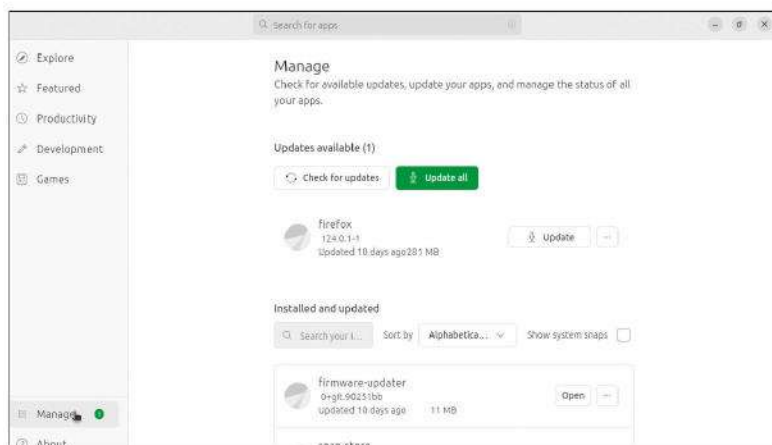 Search for apps
Explore
Featured
Productivity
Development
Games
Manage
About
Manage
Check for available updates, update your apps, and manage the status of all
your apps.
Updates available (1)
Check for updates
Update all
firefox
124.0.1-1
Updated 10 days ago281 MB
Update
Installed and updated
Search your i...
Sort by
Alphabetica...
Show system snaps
firmware-updater
0+git.90251bb
Updated 10 days ago 11 MB
Open